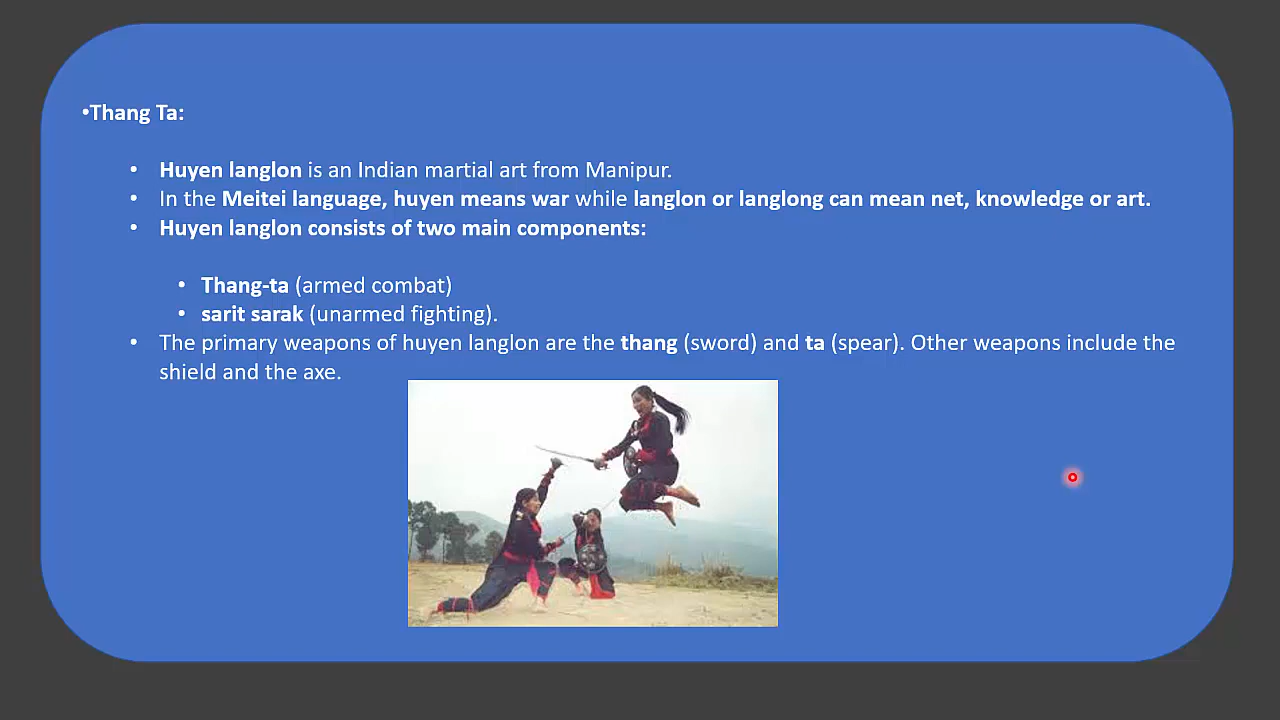 •Thang Ta:
• Huyen langlon is an Indian martial art from Manipur.
• In the Meitei language, huyen means war while langlon or langlong can mean net, knowledge or art.
• Huyen langlon consists of two main components:
• Thang-ta (armed combat)
• sarit sarak (unarmed fighting).
• The primary weapons of huyen langlon are the thang (sword) and ta (spear). Other weapons include the
shield and the axe.